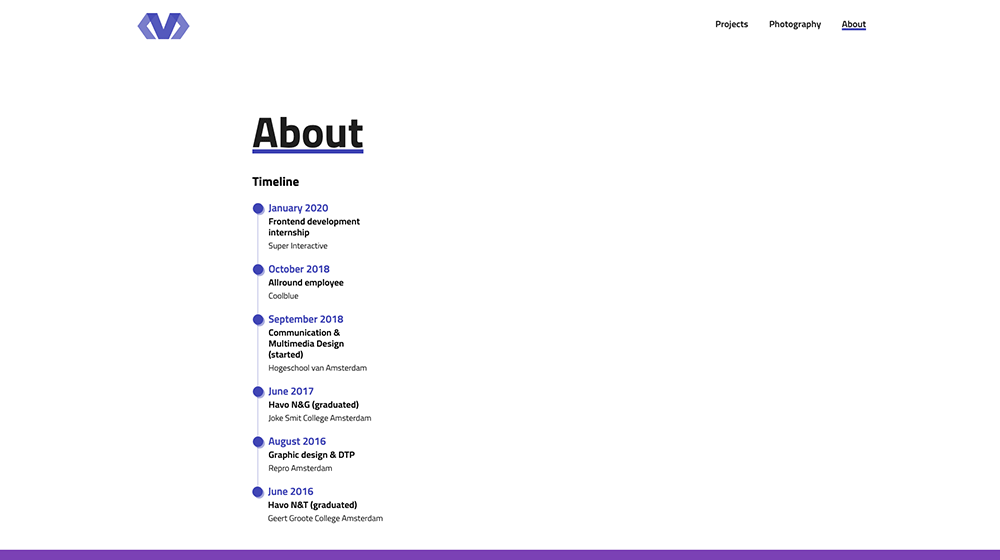 Projects Photography About
About
Timeline
January 2020
Frontend development
internship
Super Interactive
October 2018
Allround employee
Coolblue
September 2018
Communication &
Multimedia Design
(started)
Hogeschool van Amsterdam
June 2017
Havo N&G (graduated)
Joke Smit College Amsterdam
August 2016
Graphic design & DTP
Repro Amsterdam
June 2016
Havo N&T (graduated)
Geert Groote College Amsterdam